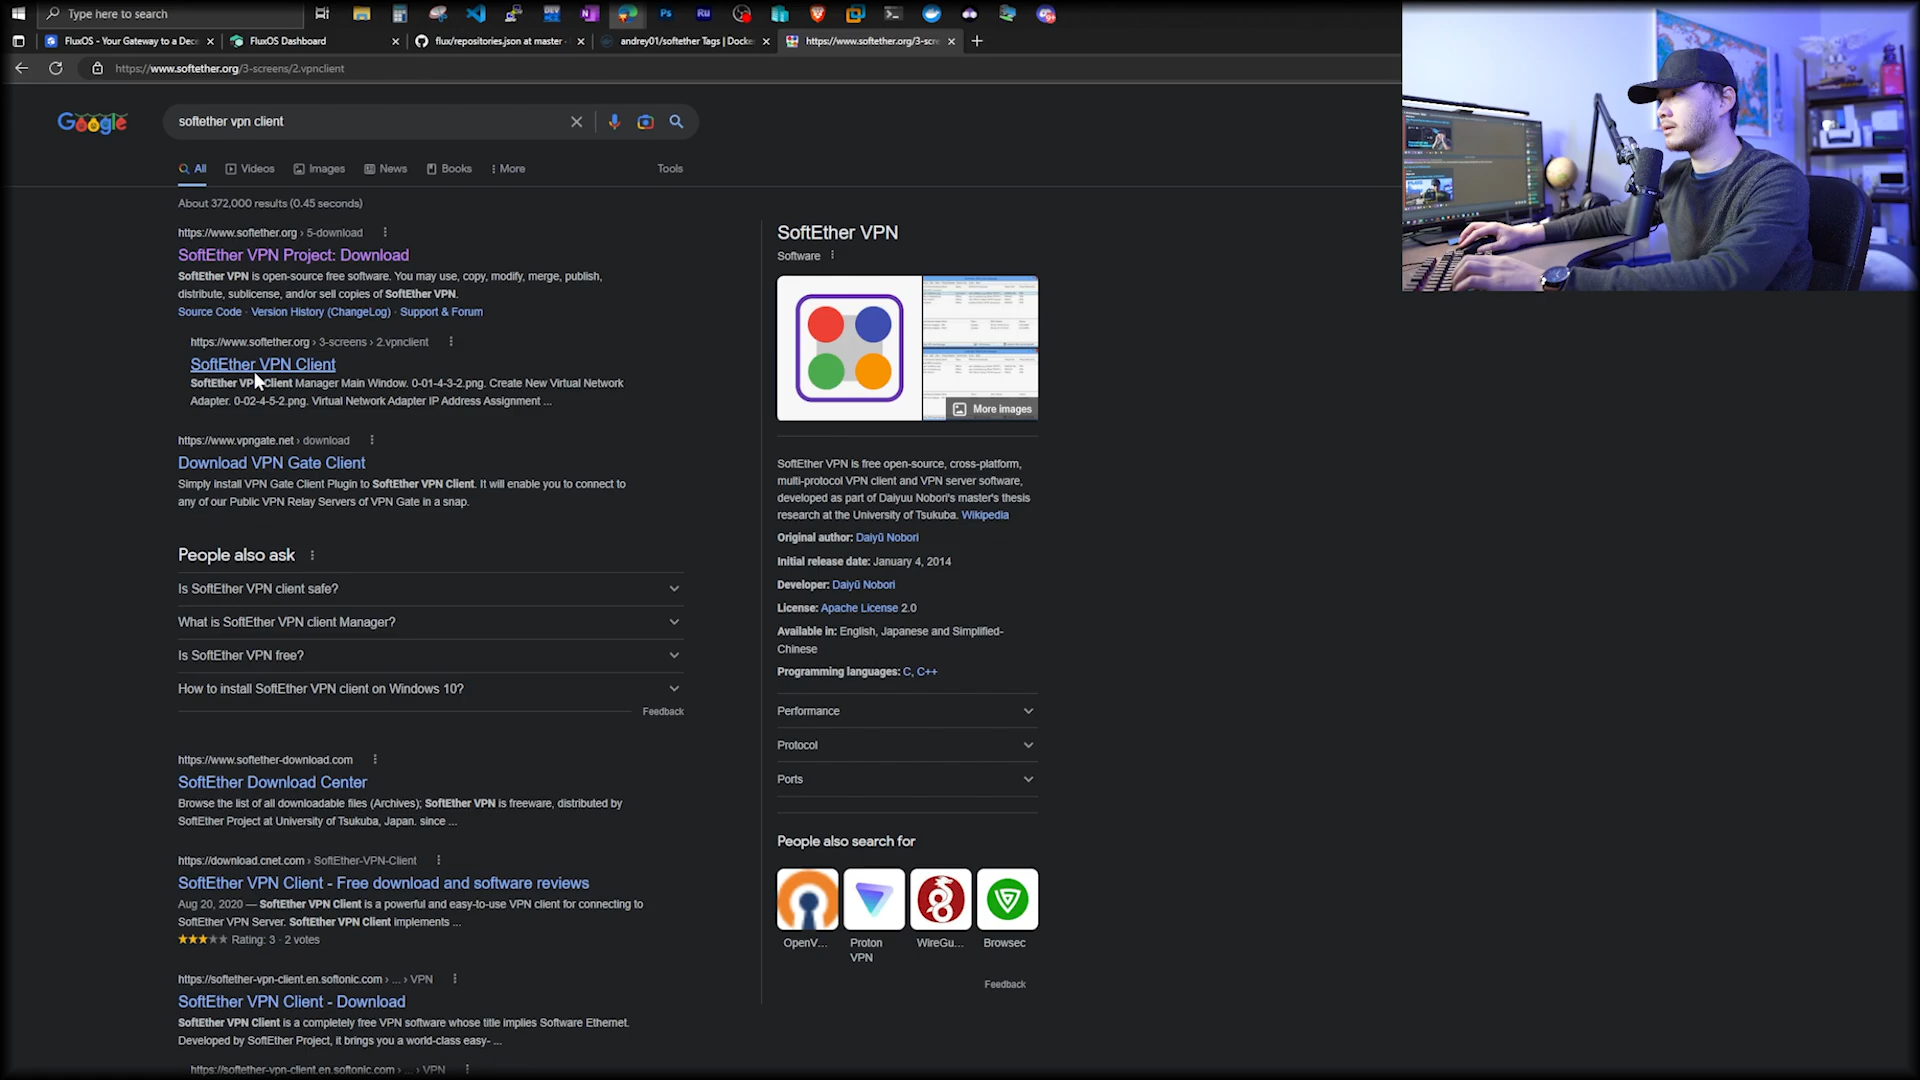 Type here to search
FluxOS - Your Gateway to a Dece
FluxOS Dashboard
flux/repositories.json at master ·
andrey01/softether Tags | Docke
https://www.softether.org/3-scre
https://www.softether.org/3-screens/2.vpnclient
Google
softether vpn client
All
Videos
Images
News
Books
More
Tools
About 372,000 results (0.45 seconds)
https://www.softether.org › 5-download
SoftEther VPN Project: Download
SoftEther VPN is open-source free software. You may use, copy, modify, merge, publish,
distribute, sublicense, and/or sell copies of SoftEther VPN.
Source Code · Version History (ChangeLog) · Support & Forum
https://www.softether.org › 3-screens › 2.vpnclient
SoftEther VPN Client
SoftEther VPN Client Manager Main Window. 0-01-4-3-2.png. Create New Virtual Network
Adapter. 0-02-4-5-2.png. Virtual Network Adapter IP Address Assignment ...
https://www.vpngate.net › download
Download VPN Gate Client
Simply install VPN Gate Client Plugin to SoftEther VPN Client. It will enable you to connect to
any of our Public VPN Relay Servers of VPN Gate in a snap.
People also ask
Is SoftEther VPN client safe?
What is SoftEther VPN client Manager?
Is SoftEther VPN free?
How to install SoftEther VPN client on Windows 10?
Feedback
https://www.softether-download.com
SoftEther Download Center
Browse the list of all downloadable files (Archives); SoftEther VPN is freeware, distributed by
SoftEther Project at University of Tsukuba, Japan. since ...
https://download.cnet.com › SoftEther-VPN-Client
SoftEther VPN Client - Free download and software reviews
Aug 20, 2020 — SoftEther VPN Client is a powerful and easy-to-use VPN client for connecting to
SoftEther VPN Server. SoftEther VPN Client implements ...
Rating: 3 · 2 votes
https://softether-vpn-client.en.softonic.com › ... › VPN
SoftEther VPN Client - Download
SoftEther VPN Client is a completely free VPN software whose title implies Software Ethernet.
Developed by SoftEther Project, it brings you a world-class easy- ...
https://softether-vpn-client.en.softonic.com › ... › VPN
SoftEther VPN
Software
More images
SoftEther VPN is free open-source, cross-platform,
multi-protocol VPN client and VPN server software,
developed as part of Daiyuu Nobori's master's thesis
research at the University of Tsukuba. Wikipedia
Original author: Daiyū Nobori
Initial release date: January 4, 2014
Developer: Daiyū Nobori
License: Apache License 2.0
Available in: English, Japanese and Simplified-
Chinese
Programming languages: C, C++
Performance
Protocol
Ports
People also search for
OpenV...
Proton
VPN
WireGu...
Browsec
Feedback